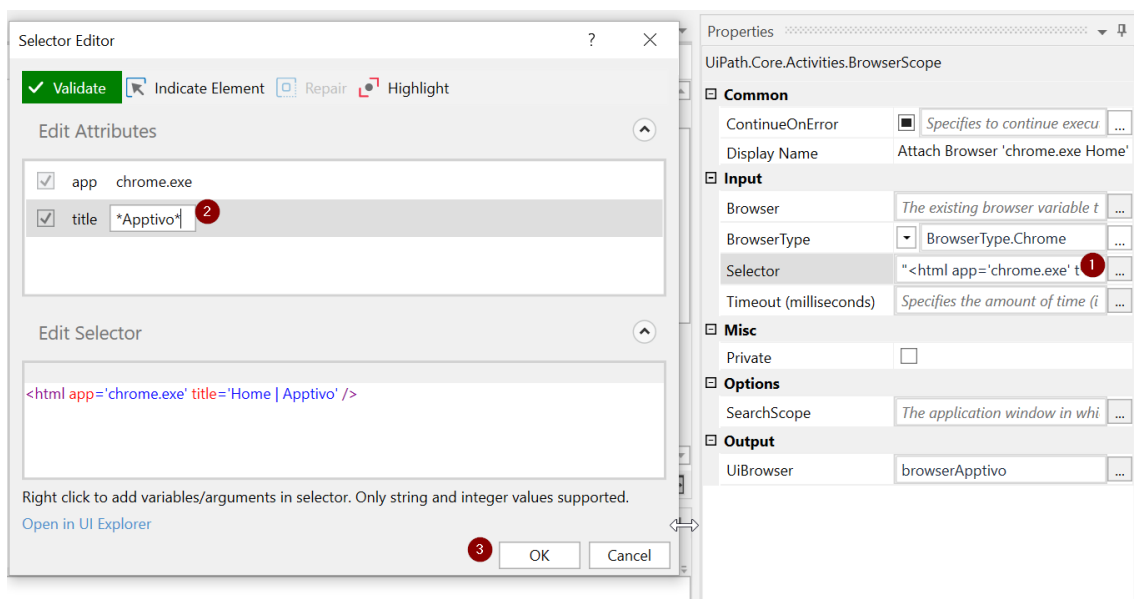 Selector Editor
?
Validate
Indicate Element
Repair
Highlight
Edit Attributes
app chrome.exe
title *Apptivo* 2
Edit Selector
<html app='chrome.exe' title='Home | Apptivo' />
Right click to add variables/arguments in selector. Only string and integer values supported.
Open in UI Explorer
3 OK Cancel
Properties
UiPath.Core.Activities.BrowserScope
Common
ContinueOnError Specifies to continue execu ...
Display Name Attach Browser 'chrome.exe Home'
Input
Browser The existing browser variable t ...
BrowserType BrowserType.Chrome ...
Selector "<html app='chrome.exe' t 1 ...
Timeout (milliseconds) Specifies the amount of time (i ...
Misc
Private
Options
SearchScope The application window in whi ...
Output
UiBrowser browserApptivo ...